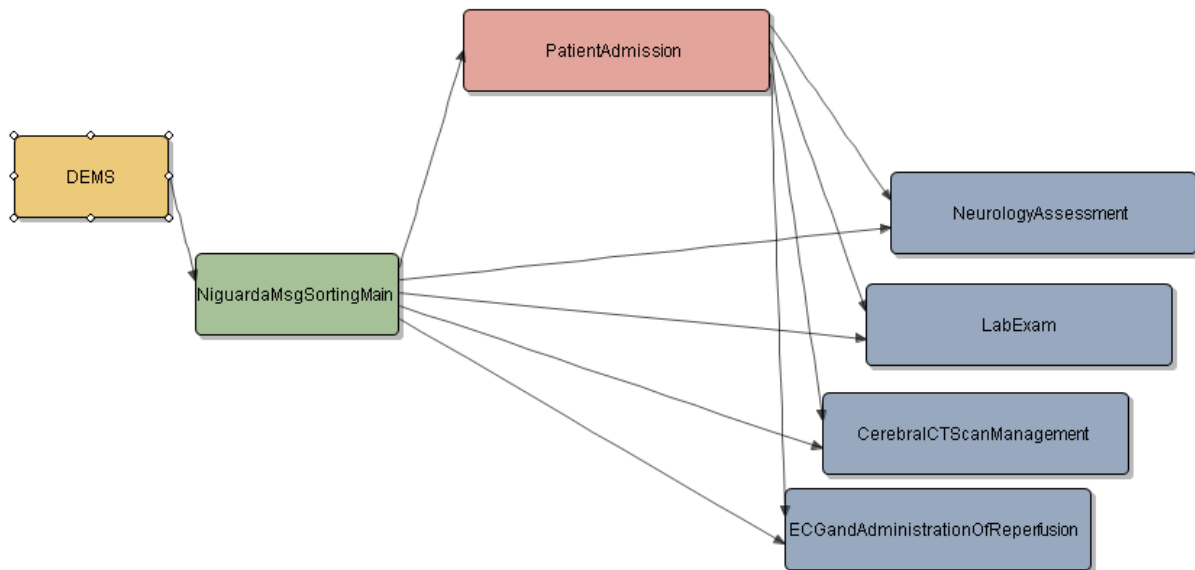 PatientAdmission
DEMS
NeurologyAssessment
NiguardaMsgSortingMain
LabExam
CerebralCTScanManagement
ECGandAdministrationOfReperfusion